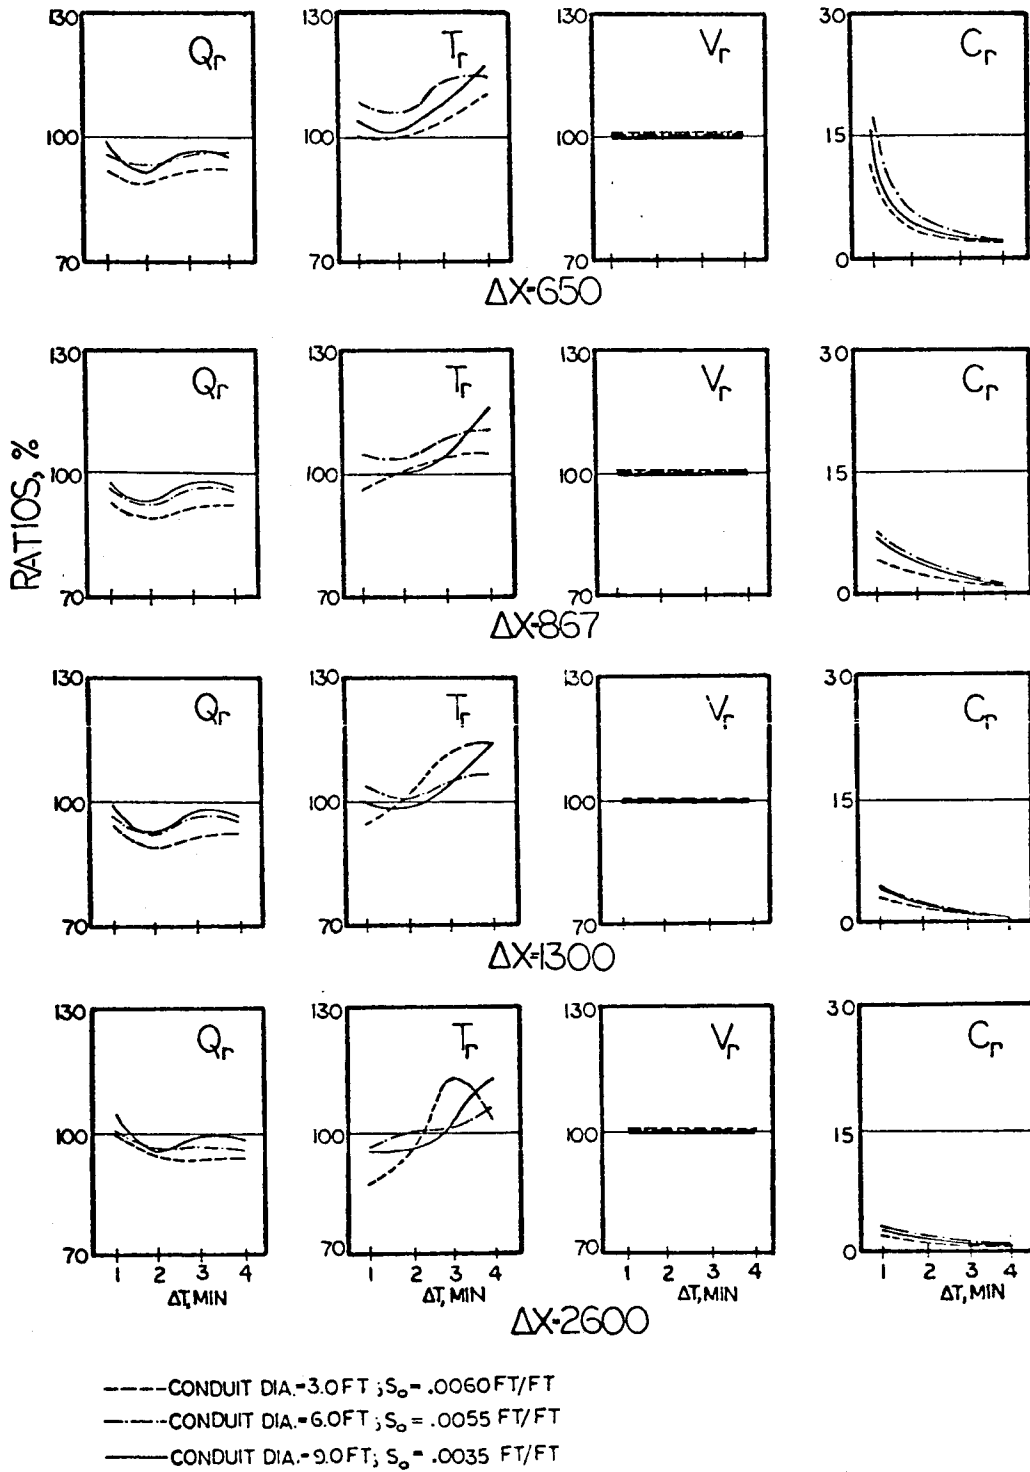 130 Qr 130 Tr 130 Vr 30 Cr
100 100 100 15
70 70 70 0
ΔX=650
130 Qr 130 Tr 130 Vr 30 Cr
RATIOS, %
100 100 100 15
70 70 70 0
ΔX=867
130 Qr 130 Tr 130 Vr 30 Cr
100 100 100 15
70 70 70 0
ΔX=1300
130 Qr 130 Tr 130 Vr 30 Cr
100 100 100 15
70 70 70 0
1 2 3 4 1 2 3 4 1 2 3 4 1 2 3 4
ΔT, MIN ΔT, MIN ΔT, MIN ΔT, MIN
ΔX=2600
CONDUIT DIA.=3.0 FT ; So= .0060 FT/FT
CONDUIT DIA.=6.0 FT ; So= .0055 FT/FT
CONDUIT DIA.=9.0 FT; So= .0035 FT/FT